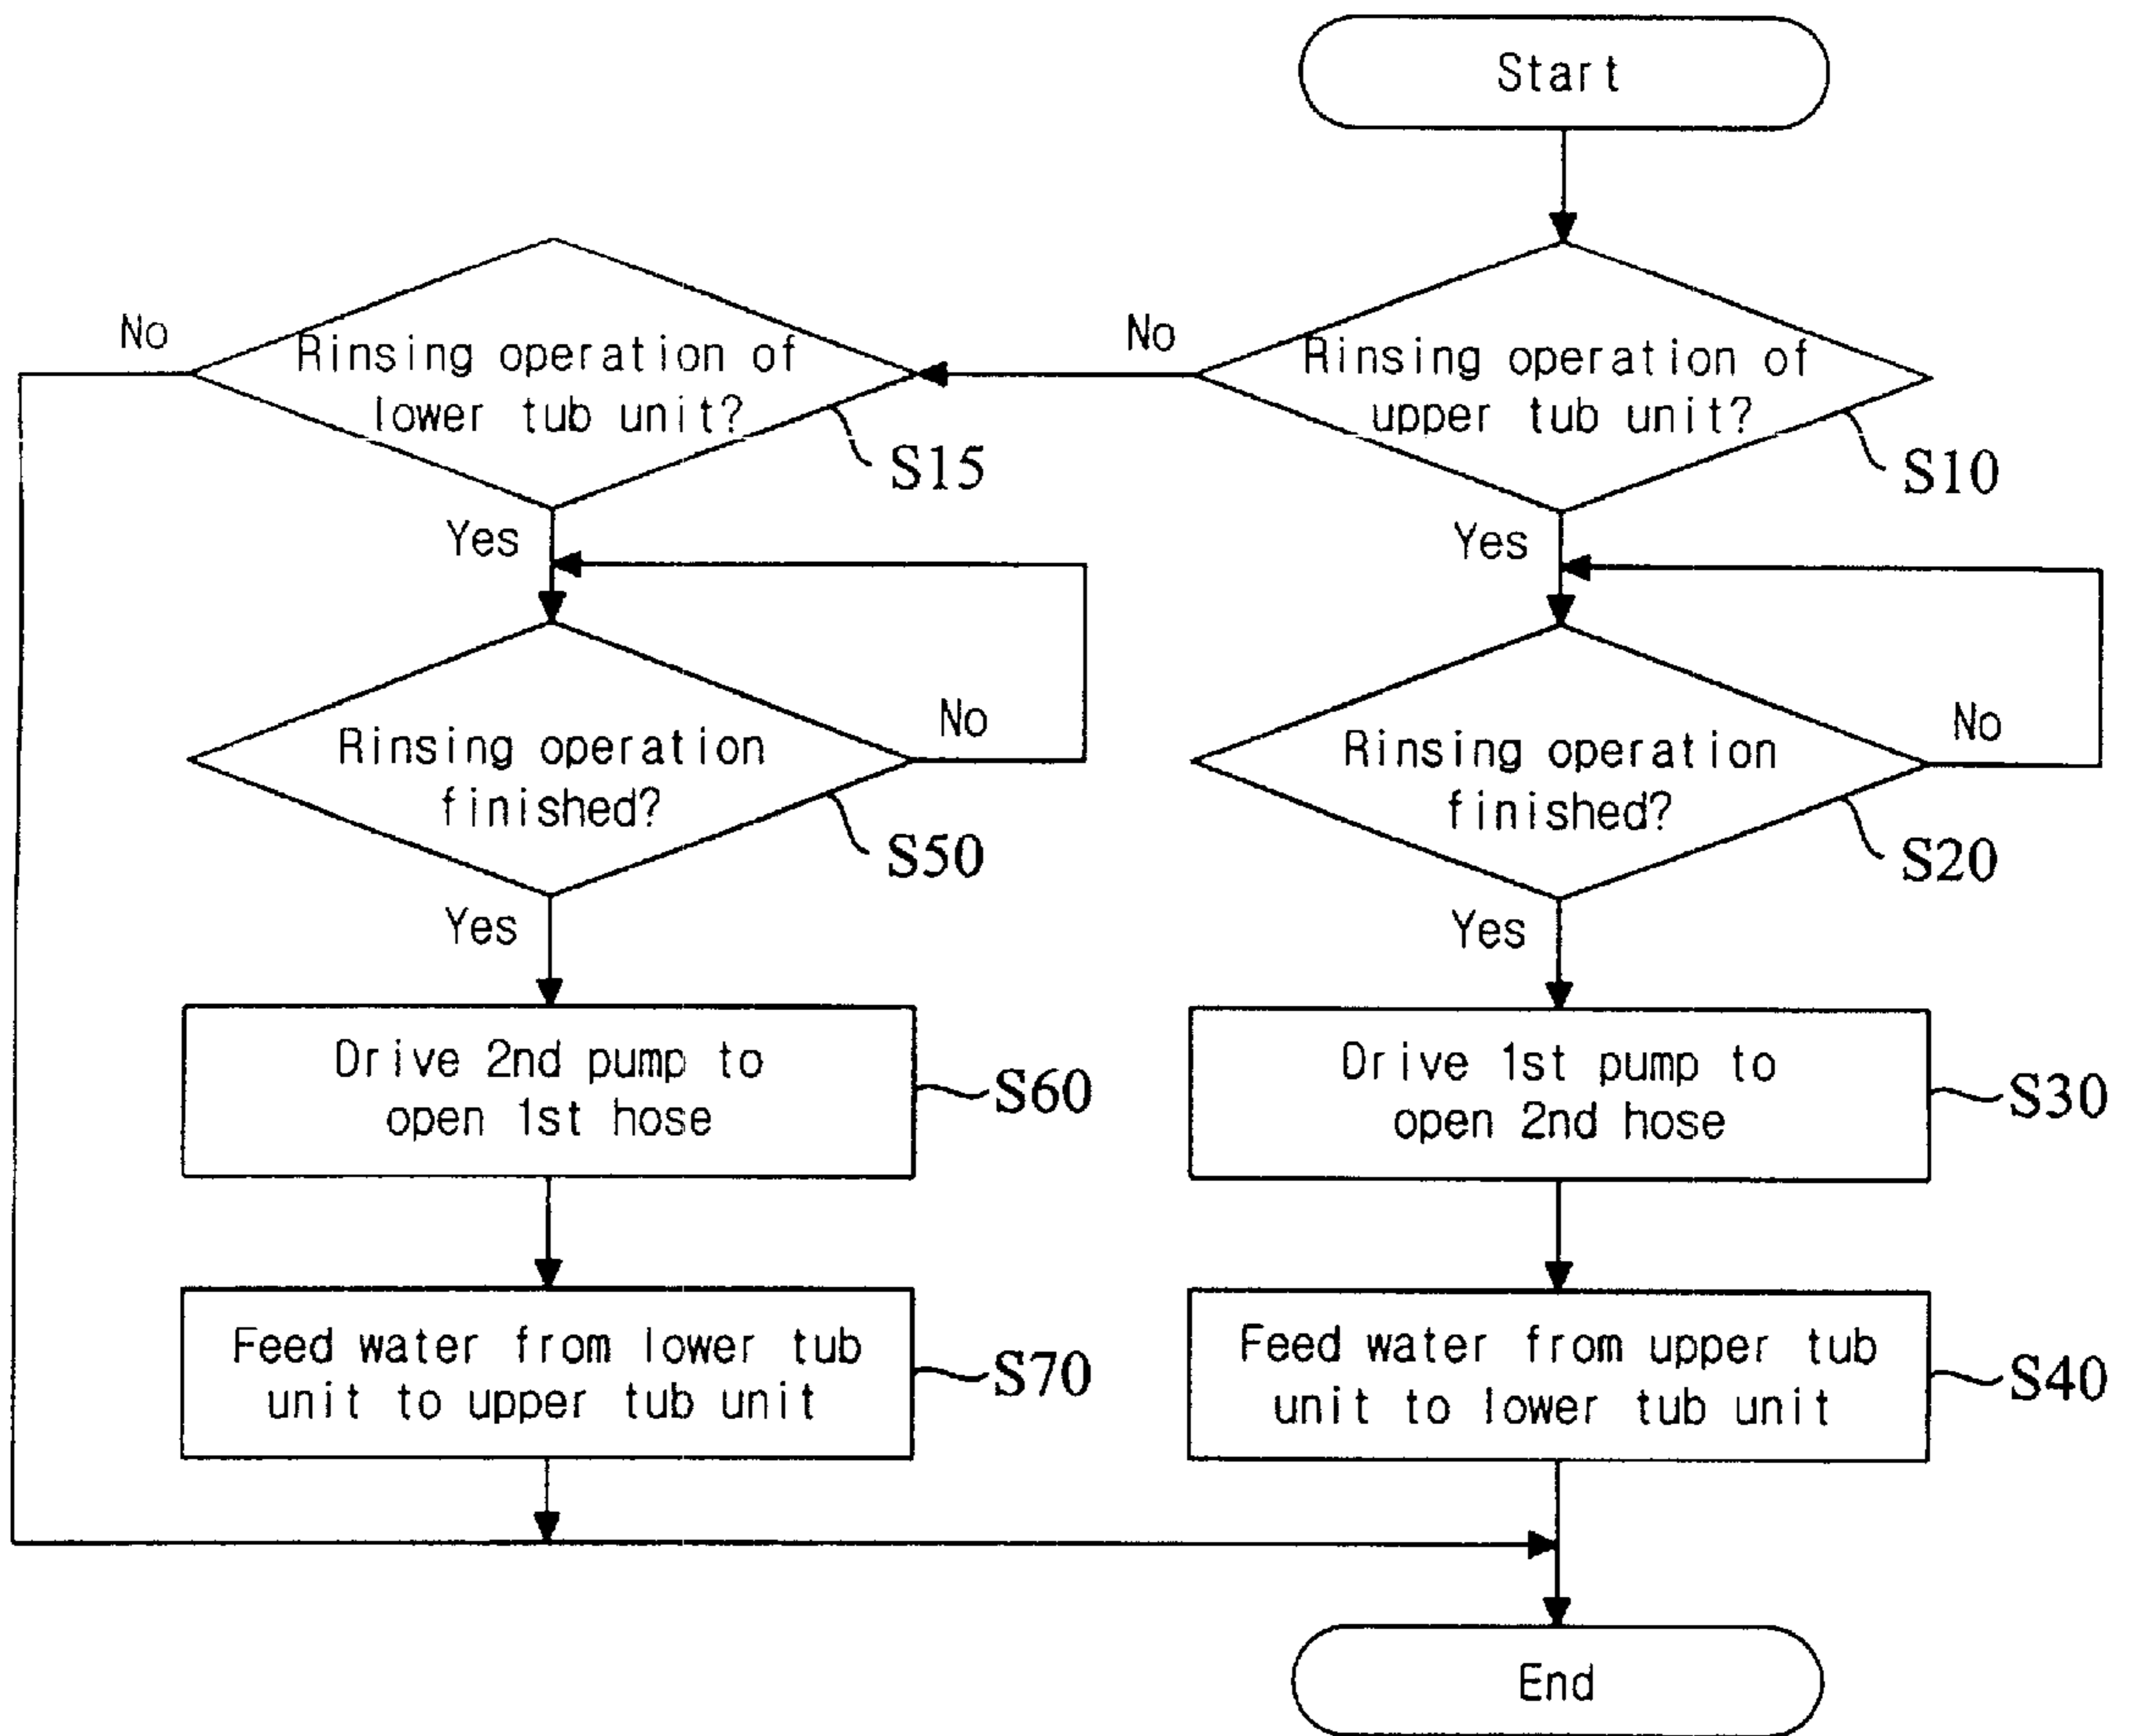 Start
No
No
Rinsing operation of
lower tub unit?
Rinsing operation of
upper tub unit?
S15
S10
Yes
Yes
Rinsing operation
finished?
No
Rinsing operation
finished?
No
S50
S20
Yes
Yes
Drive 2nd pump to
open 1st hose
S60
Drive 1st pump to
open 2nd hose
S30
Feed water from lower tub
unit to upper tub unit
S70
Feed water from upper tub
unit to lower tub unit
S40
End